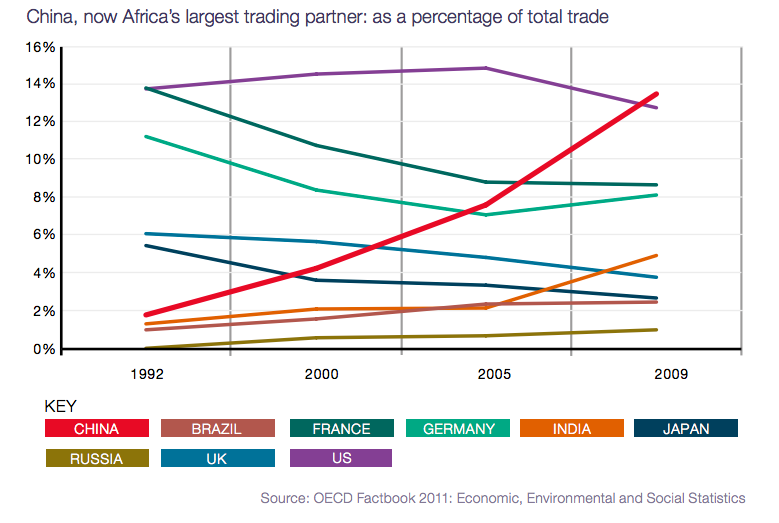 China, now Africa's largest trading partner: as a percentage of total trade
16%
14%
12%
10%
8%
6%
4%
2%
0%
1992 2000 2005 2009
KEY
CHINA BRAZIL FRANCE GERMANY INDIA JAPAN
RUSSIA UK US
Source: OECD Factbook 2011: Economic, Environmental and Social Statistics